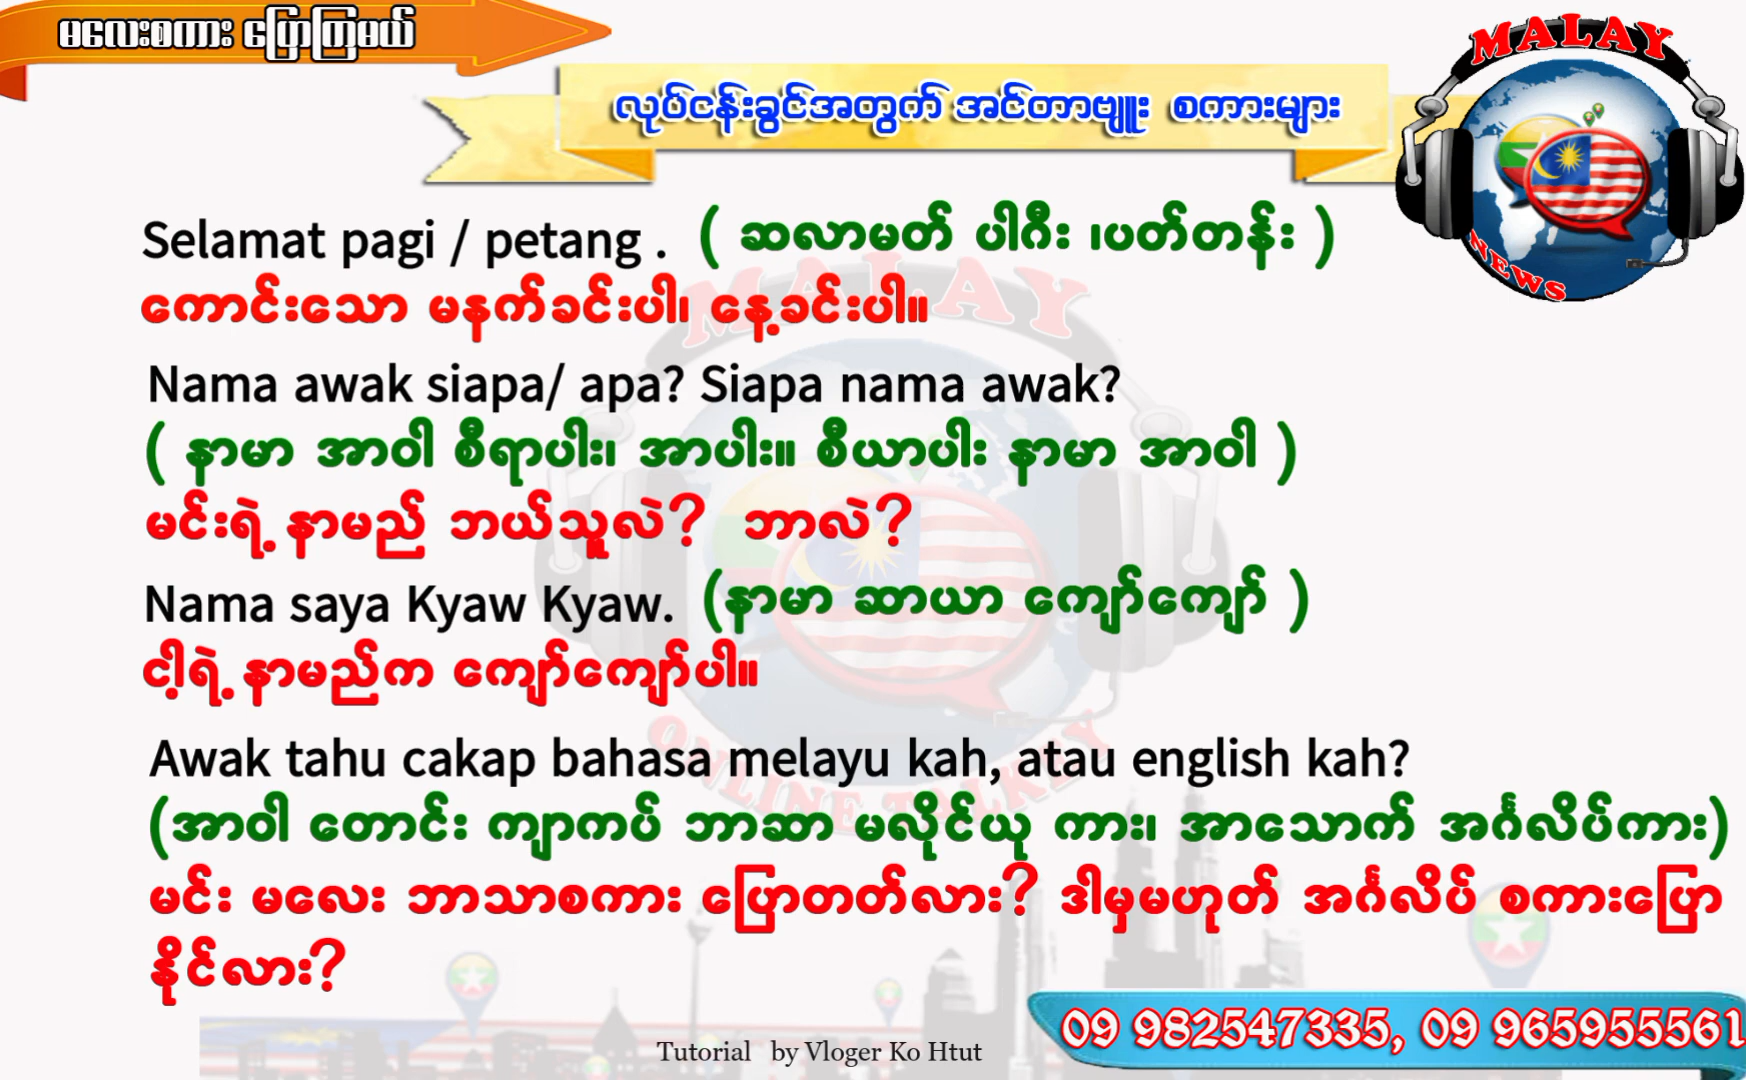 မလေးစကား ပြောကြမယ်
လုပ်ငန်းခွင်အတွက် အင်တာဗျူး စကားများ
MALAY
NEWS
Selamat pagi / petang . ( ဆလာမတ် ပါဂီး ၊ပတ်တန်း )
ကောင်းသော မနက်ခင်းပါ၊ နေ့ခင်းပါ။
Nama awak siapa/ apa? Siapa nama awak?
( နာမာ အာဝါ စီရာပါး၊ အာပါး။ စီယာပါး နာမာ အာဝါ )
မင်းရဲ့ နာမည် ဘယ်သူလဲ? ဘာလဲ?
Nama saya Kyaw Kyaw. (နာမာ ဆာယာ ကျော်ကျော် )
ငါ့ရဲ့ နာမည်က ကျော်ကျော်ပါ။
Awak tahu cakap bahasa melayu kah, atau english kah?
(အာဝါ တောင်း ကျာကပ် ဘာဆာ မလိုင်ယု ကား၊ အာသောက် အင်္ဂလိပ်ကား)
မင်း မလေး ဘာသာစကား ပြောတတ်လား? ဒါမှမဟုတ် အင်္ဂလိပ် စကားပြော
နိုင်လား?
MALAY
ONLINE TALKEY
09 982547335, 09 965955561
Tutorial by Vloger Ko Htut